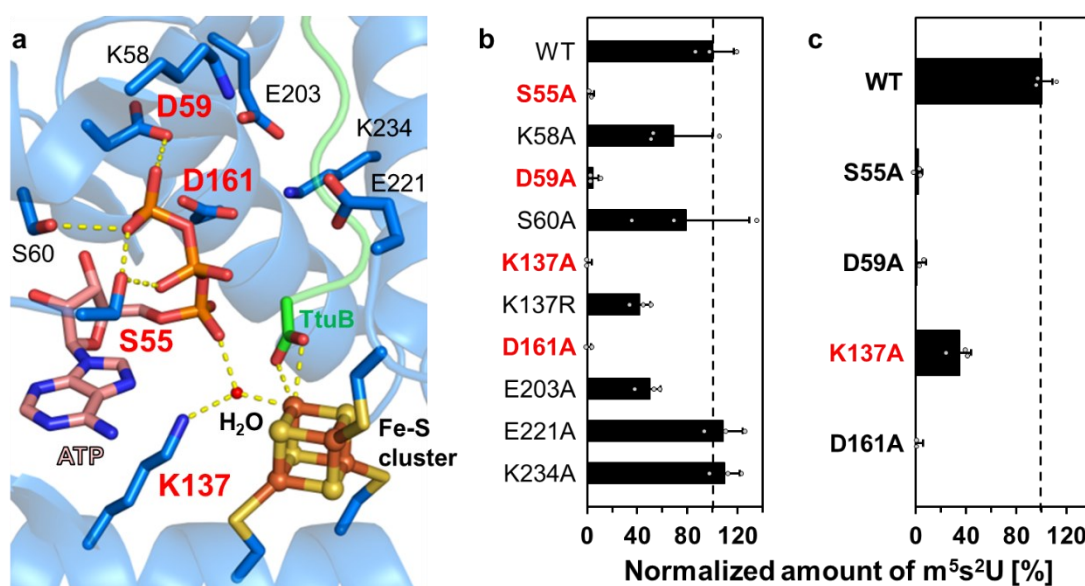 a
K58
D59
E203
K234
D161
E221
S60
S55
TtuB
H₂O
Fe-S
cluster
ATP
K137
b
WT
S55A
K58A
D59A
S60A
K137A
K137R
D161A
E203A
E221A
K234A
0 40 80 120
c
WT
S55A
D59A
K137A
D161A
0 40 80 120
Normalized amount of m⁵s²U [%]